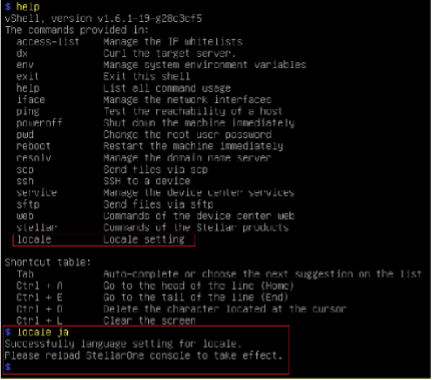 $ help
vShell, version v1.6.1-19-g28c3cf5
The commands provided in:
access-list Manage the IP whitelists
dx Curl the target server.
env Manage system environment variables
exit Exit this shell
help List all command usage
iface Manage the network interfaces
ping Test the reachability of a host
poweroff Shut down the machine immediately
pwd Change the root user password
reboot Restart the machine immediately
resolv Manage the domain name server
scp Send files via scp
ssh SSH to a device
service Manage the device center services
sftp Send files via sftp
web Commands of the device center web
stellar Commands of the Stellar products
locale Locale setting
Shortcut table:
Tab Auto-complete or choose the next suggestion on the list
Ctrl + A Go to the head of the line (Home)
Ctrl + E Go to the tail of the line (End)
Ctrl + D Delete the character located at the cursor
Ctrl + L Clear the screen
$ locale ja
Successfully language setting for locale.
Please reload StellarOne console to take effect.
$